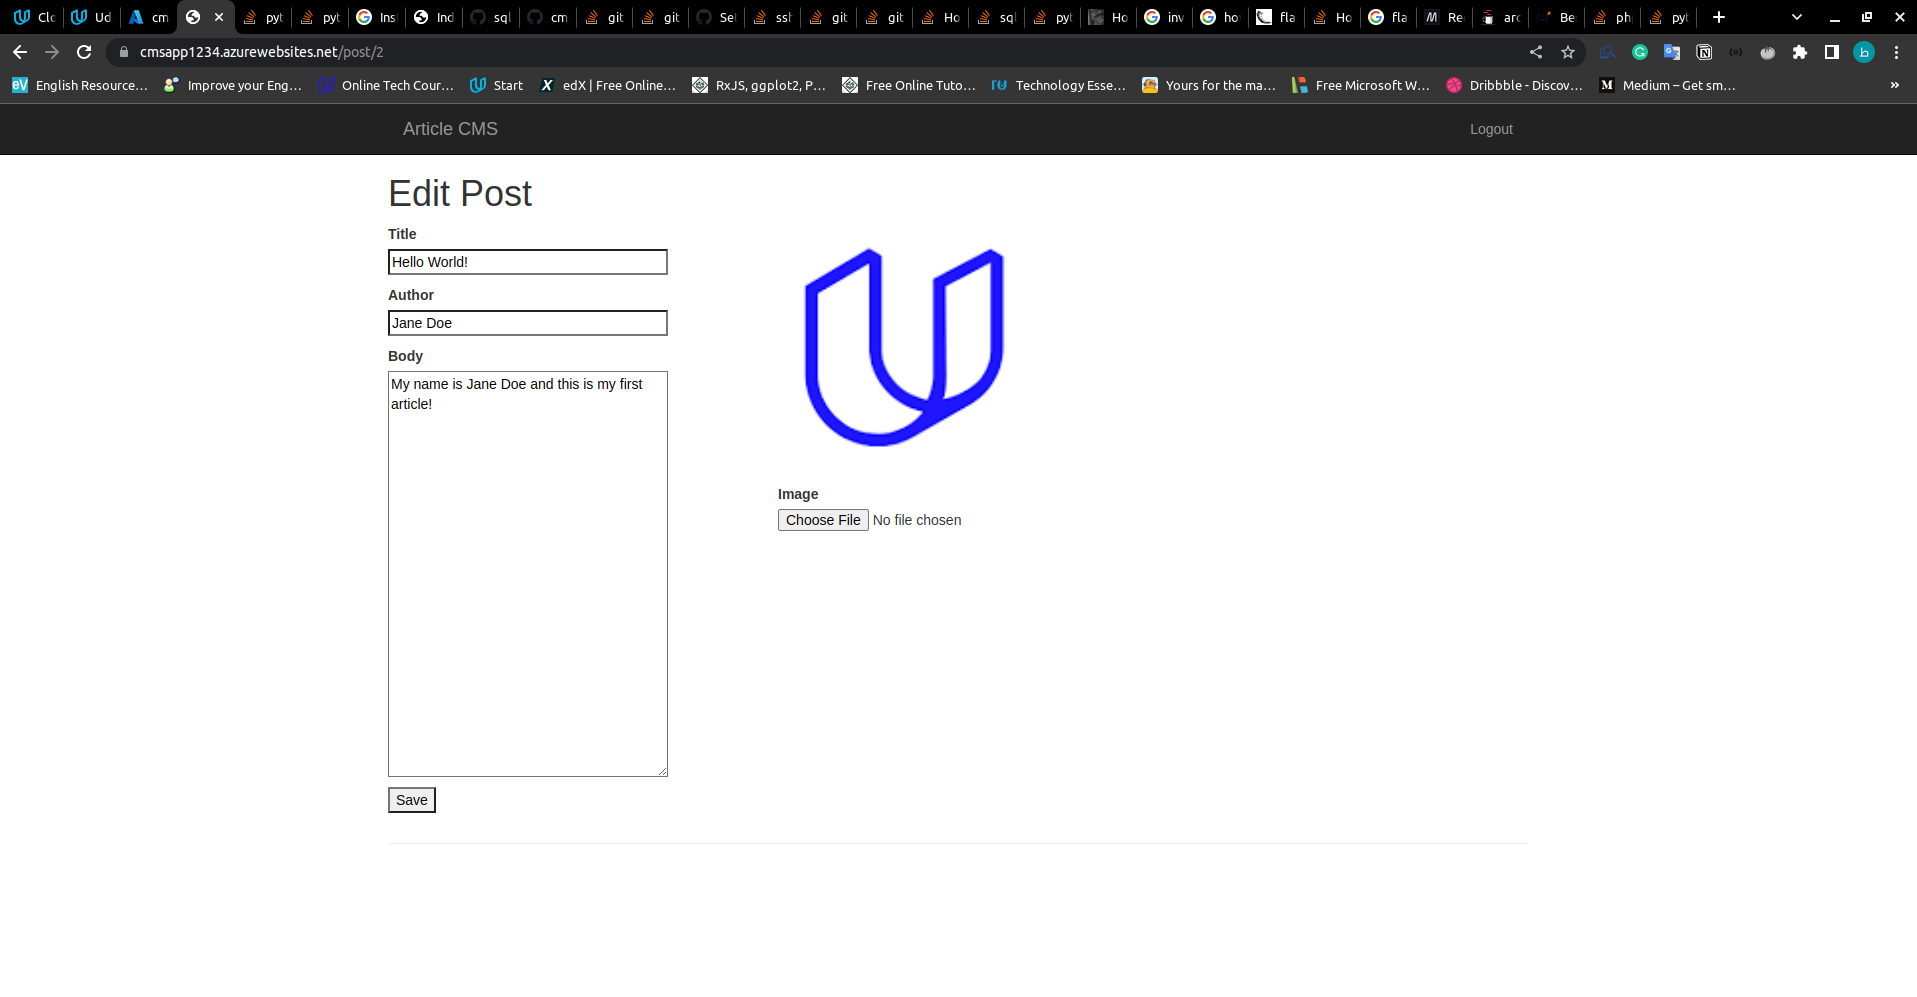 Clo
Ud
cm
pyt
pyt
Ins
Ind
sql
cm
git
git
Set
ssh
git
git
Ho
sql
pyt
Ho
inv
ho
fla
Ho
fla
Re
arc
Be
ph
pyt
cmsapp1234.azurewebsites.net/post/2
English Resource...
Improve your Eng...
Online Tech Cour...
Start
edX | Free Online...
RxJS, ggplot2, P...
Free Online Tuto...
Technology Esse...
Yours for the ma...
Free Microsoft W...
Dribbble - Discov...
Medium – Get sm...
»
Article CMS
Logout
Edit Post
Title
Hello World!
Author
Jane Doe
Body
My name is Jane Doe and this is my first
article!
Image
Choose File No file chosen
Save